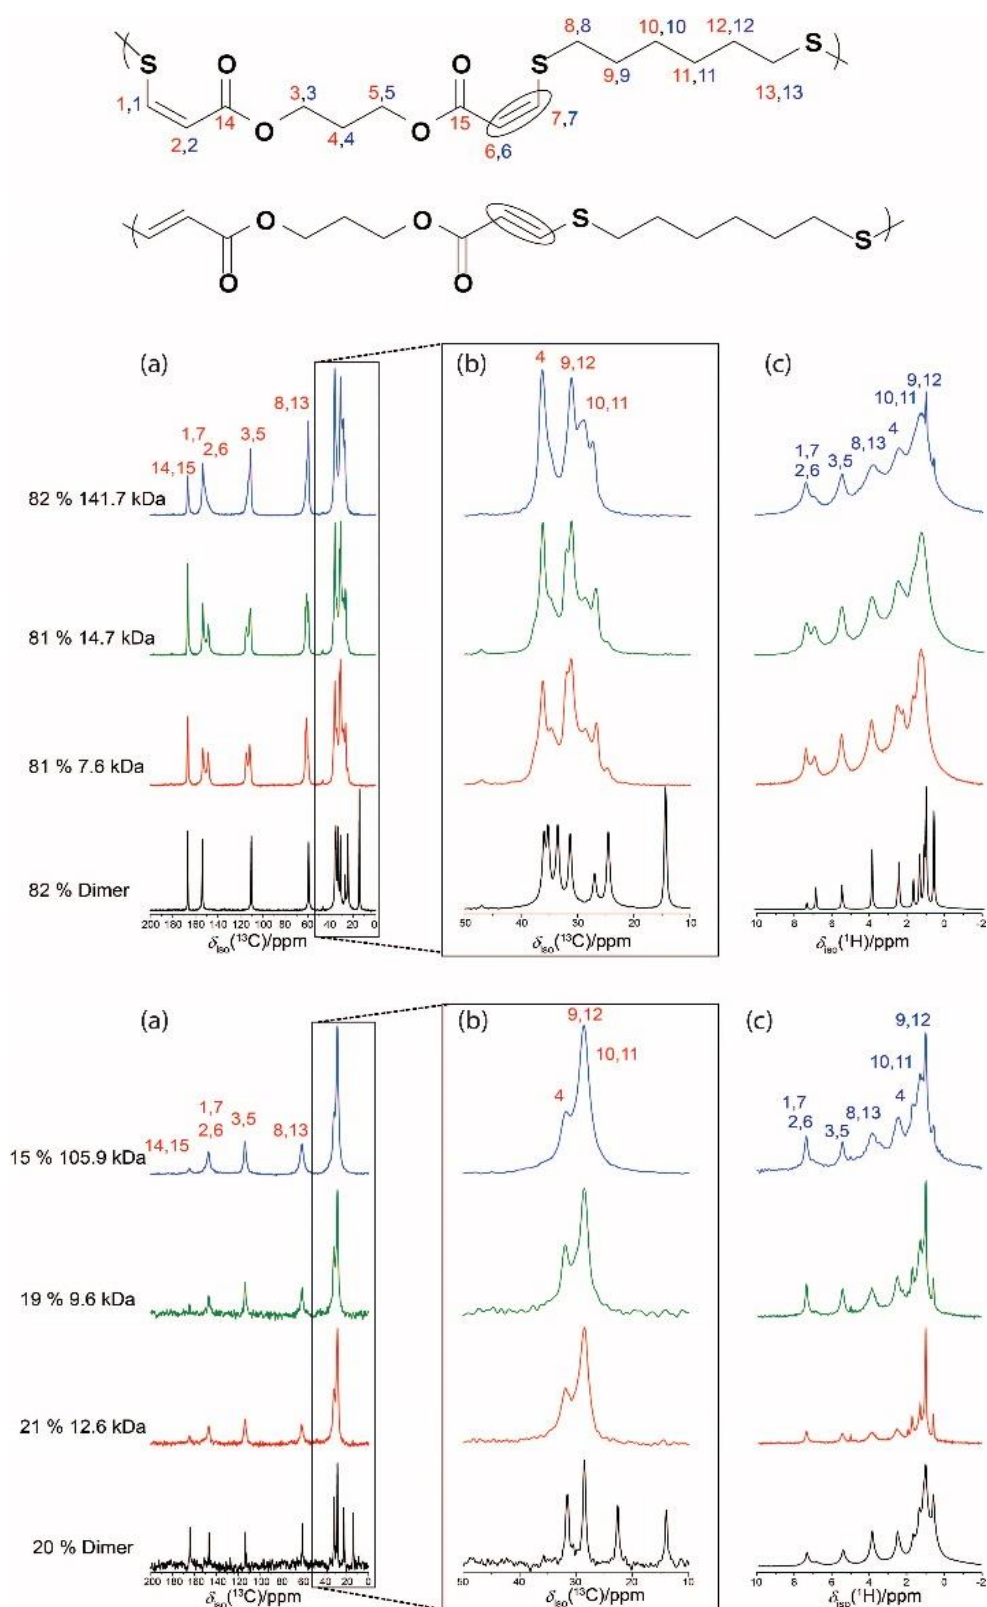 8,8 10,10 12,12
S O O S S
9,9 11,11 13,13
1,1 14 3,3 5,5 15 7,7
O O
2,2 4,4 6,6
O O S S
O O
(a) (b) (c)
4 9,12 10,11
9,12 10,11 4 8,13 3,5 1,7 2,6
8,13 3,5 1,7 2,6 14,15
82 % 141.7 kDa
81 % 14.7 kDa
81 % 7.6 kDa
82 % Dimer
200 180 160 140 120 100 80 60 40 20 0
δiso(13C)/ppm
50 40 30 20 10
δiso(13C)/ppm
10 8 6 4 2 0 -2
δiso(1H)/ppm
(a) (b) (c)
9,12 10,11 4
9,12 10,11 4 8,13 3,5 1,7 2,6
1,7 2,6 3,5 8,13 14,15
15 % 105.9 kDa
19 % 9.6 kDa
21 % 12.6 kDa
20 % Dimer
200 180 160 140 120 100 80 60 40 20 0
δiso(13C)/ppm
50 40 30 20 10
δiso(13C)/ppm
10 8 6 4 2 0 -2
δiso(1H)/ppm